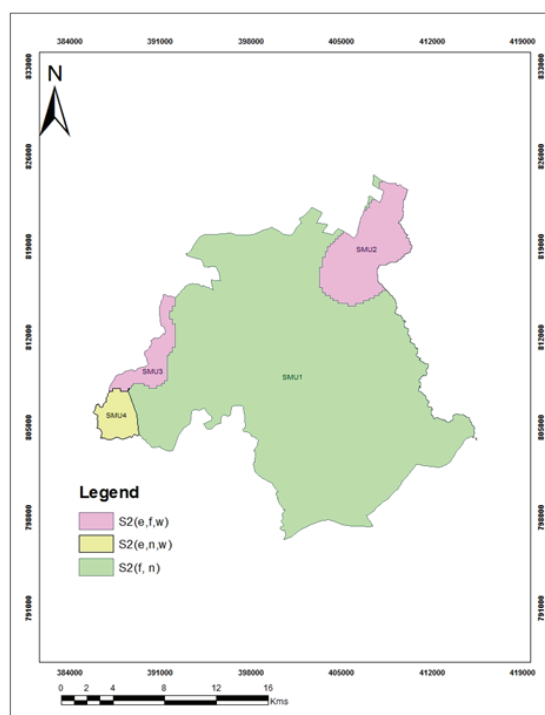 384000 391000 398000 405000 412000 419000
833000 833000
N
826000 826000
819000 819000
SMU2
812000 812000
SMU3
SMU1
SMU4
805000 805000
Legend
S2(e,f,w)
798000 798000
S2(e,n,w)
S2(f, n)
791000 791000
384000 391000 398000 405000 412000 419000
0 2 4 8 12 16
Kms